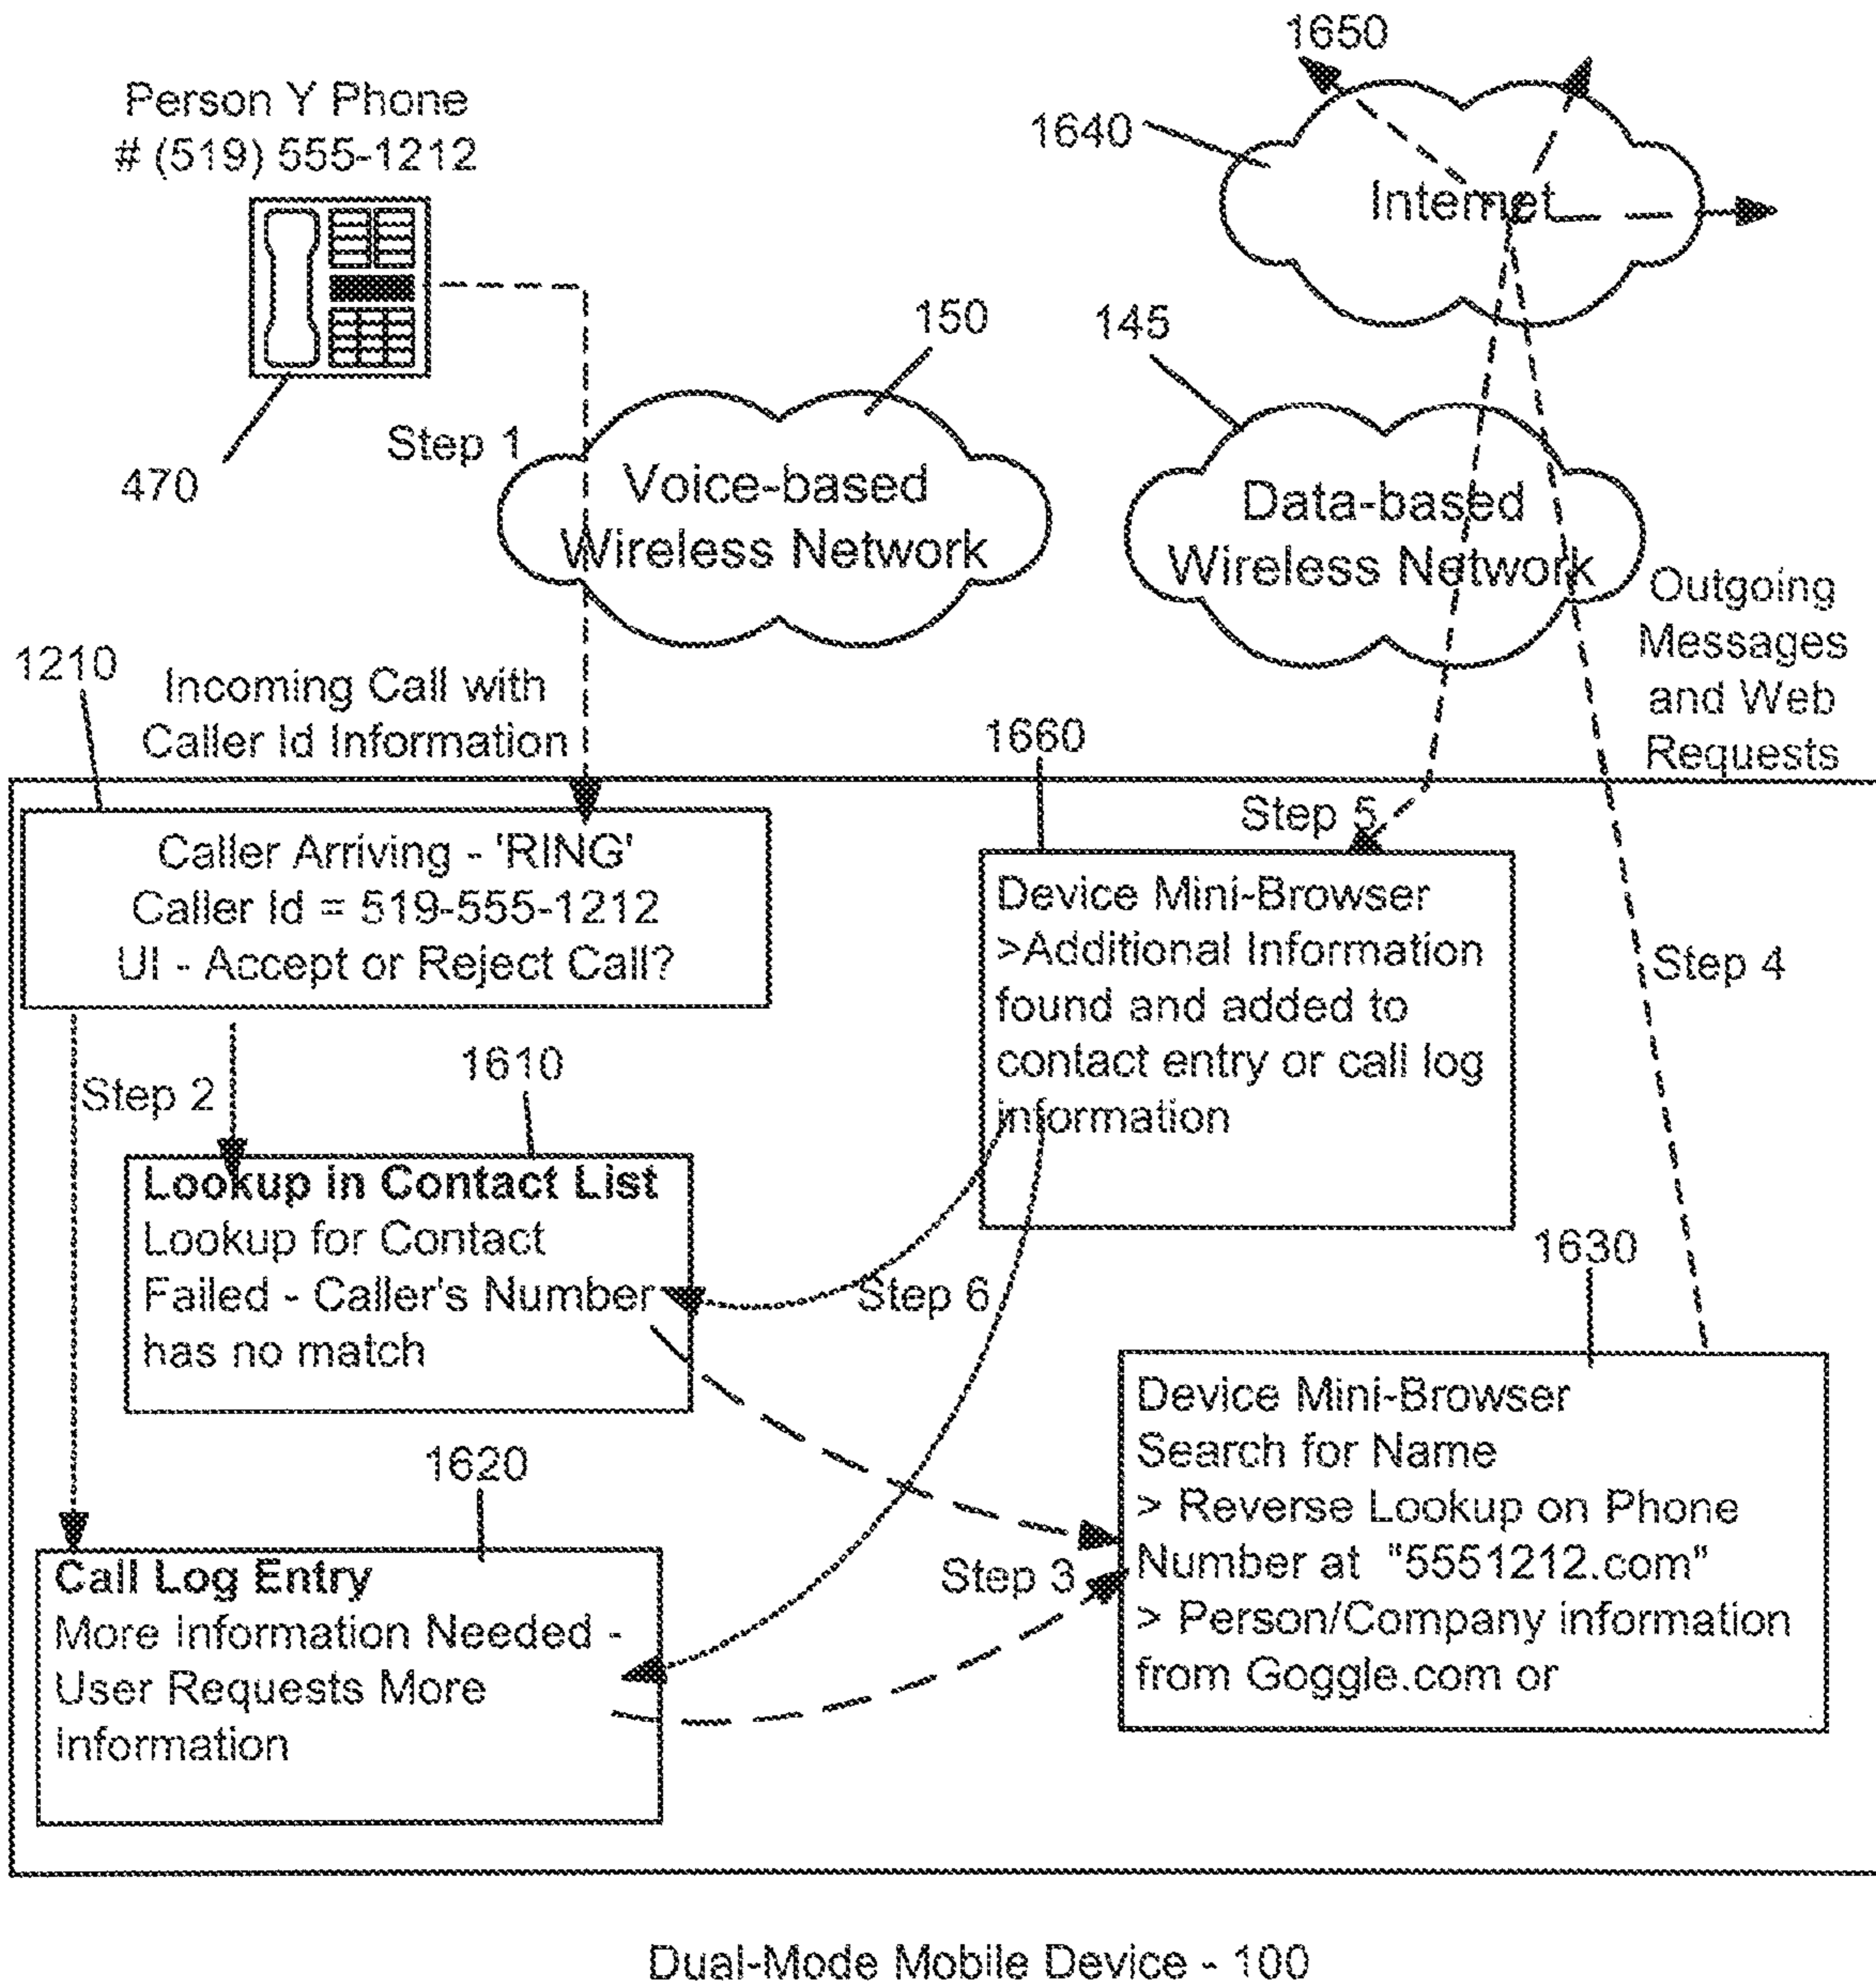 1650
Person Y Phone
# (519) 555-1212
1640
Internet
150
145
470
Step 1
Voice-based
Wireless Network
Data-based
Wireless Network
Outgoing
Messages
and Web
Requests
1210
Incoming Call with
Caller Id Information
1660
Step 5
Caller Arriving - 'RING'
Caller Id = 519-555-1212
UI - Accept or Reject Call?
Device Mini-Browser
>Additional Information
found and added to
contact entry or call log
information
Step 4
Step 2
1610
Lookup in Contact List
Lookup for Contact
Failed - Caller's Number
has no match
Step 6
1630
Device Mini-Browser
Search for Name
> Reverse Lookup on Phone
Number at "5551212.com"
> Person/Company information
from Goggle.com or
1620
Call Log Entry
More Information Needed -
User Requests More
Information
Step 3
Dual-Mode Mobile Device - 100